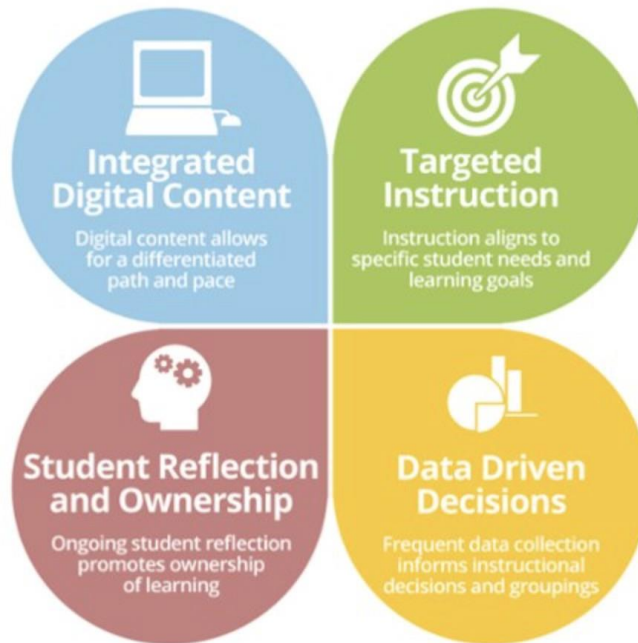 Integrated
Digital Content
Digital content allows
for a differentiated
path and pace
Targeted
Instruction
Instruction aligns to
specific student needs and
learning goals
Student Reflection
and Ownership
Ongoing student reflection
promotes ownership
of learning
Data Driven
Decisions
Frequent data collection
informs instructional
decisions and groupings